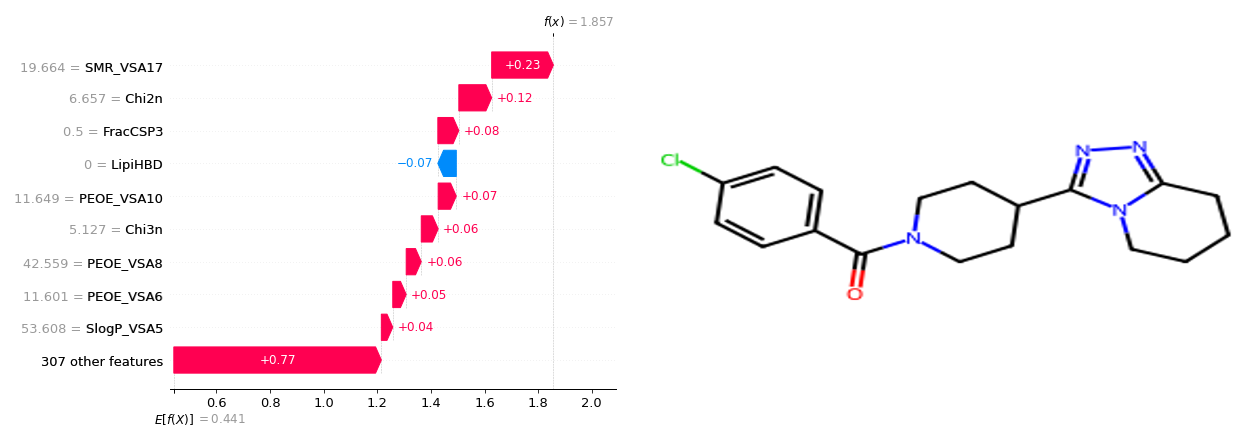 f(x) = 1.857
19.664 = SMR_VSA17
+0.23
6.657 = Chi2n
+0.12
0.5 = FracCSP3
+0.08
0 = LipiHBD
−0.07
11.649 = PEOE_VSA10
+0.07
5.127 = Chi3n
+0.06
42.559 = PEOE_VSA8
+0.06
11.601 = PEOE_VSA6
+0.05
53.608 = SlogP_VSA5
+0.04
307 other features
+0.77
0.6 0.8 1.0 1.2 1.4 1.6 1.8 2.0
E[f(X)] = 0.441
N N
Cl
N
N
O